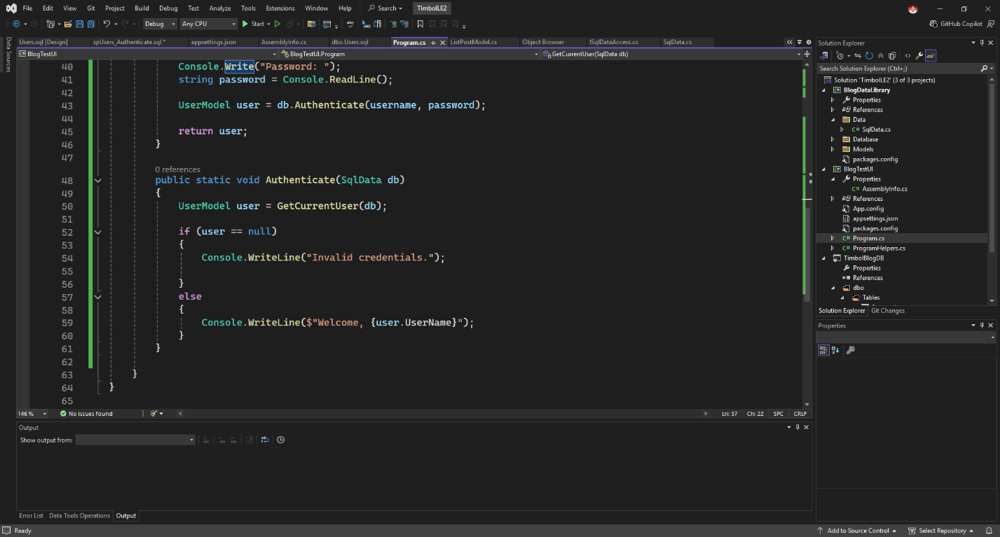 File Edit View Git Project Build Debug Test Analyze Tools Extensions Window Help Search TimbolLE2
Debug Any CPU Start GitHub Copilot
Data Sources
Users.sql [Design] spUsers_Authenticate.sql * appsettings.json AssemblyInfo.cs dbo.Users.sql Program.cs ListPostModel.cs Object Browser ISqlDataAccess.cs SqlData.cs
BlogTestUI BlogTestUI.Program GetCurrentUser(SqlData db)
40 Console.Write("Password: ");
41 string password = Console.ReadLine();
42
43 UserModel user = db.Authenticate(username, password);
44
45 return user;
46 }
47
0 references
48 public static void Authenticate(SqlData db)
49 {
50 UserModel user = GetCurrentUser(db);
51
52 if (user == null)
53 {
54 Console.WriteLine("Invalid credentials.");
55
56 }
57 else
58 {
59 Console.WriteLine($"Welcome, {user.UserName}");
60 }
61 }
62
63 }
64 }
65
146 % No issues found Ln: 37 Ch: 22 SPC CRLF
Output
Show output from:
Error List Data Tools Operations Output
Solution Explorer
Search Solution Explorer (Ctrl+;)
Solution 'TimbolLE2' (3 of 3 projects)
BlogDataLibrary
Properties
References
Data
C# SqlData.cs
Database
Models
packages.config
BlogTestUI
Properties
C# AssemblyInfo.cs
References
App.config
appsettings.json
packages.config
C# Program.cs
C# ProgramHelpers.cs
TimbolBlogDB
Properties
References
dbo
Tables
Solution Explorer Git Changes
Properties
Ready Add to Source Control Select Repository